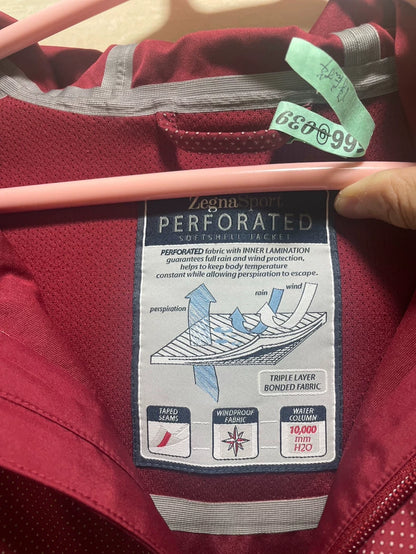 66⑨039
ZegnaSport
PERFORATED
SOFTSHELL JACKET
PERFORATED fabric with INNER LAMINATION
guarantees full rain and wind protection,
helps to keep body temperature
constant while allowing perspiration to escape.
wind
rain
perspiration
TRIPLE LAYER
BONDED FABRIC
TAPED
SEAMS
WINDPROOF
FABRIC
WATER
COLUMN
10,000
mm
H2O